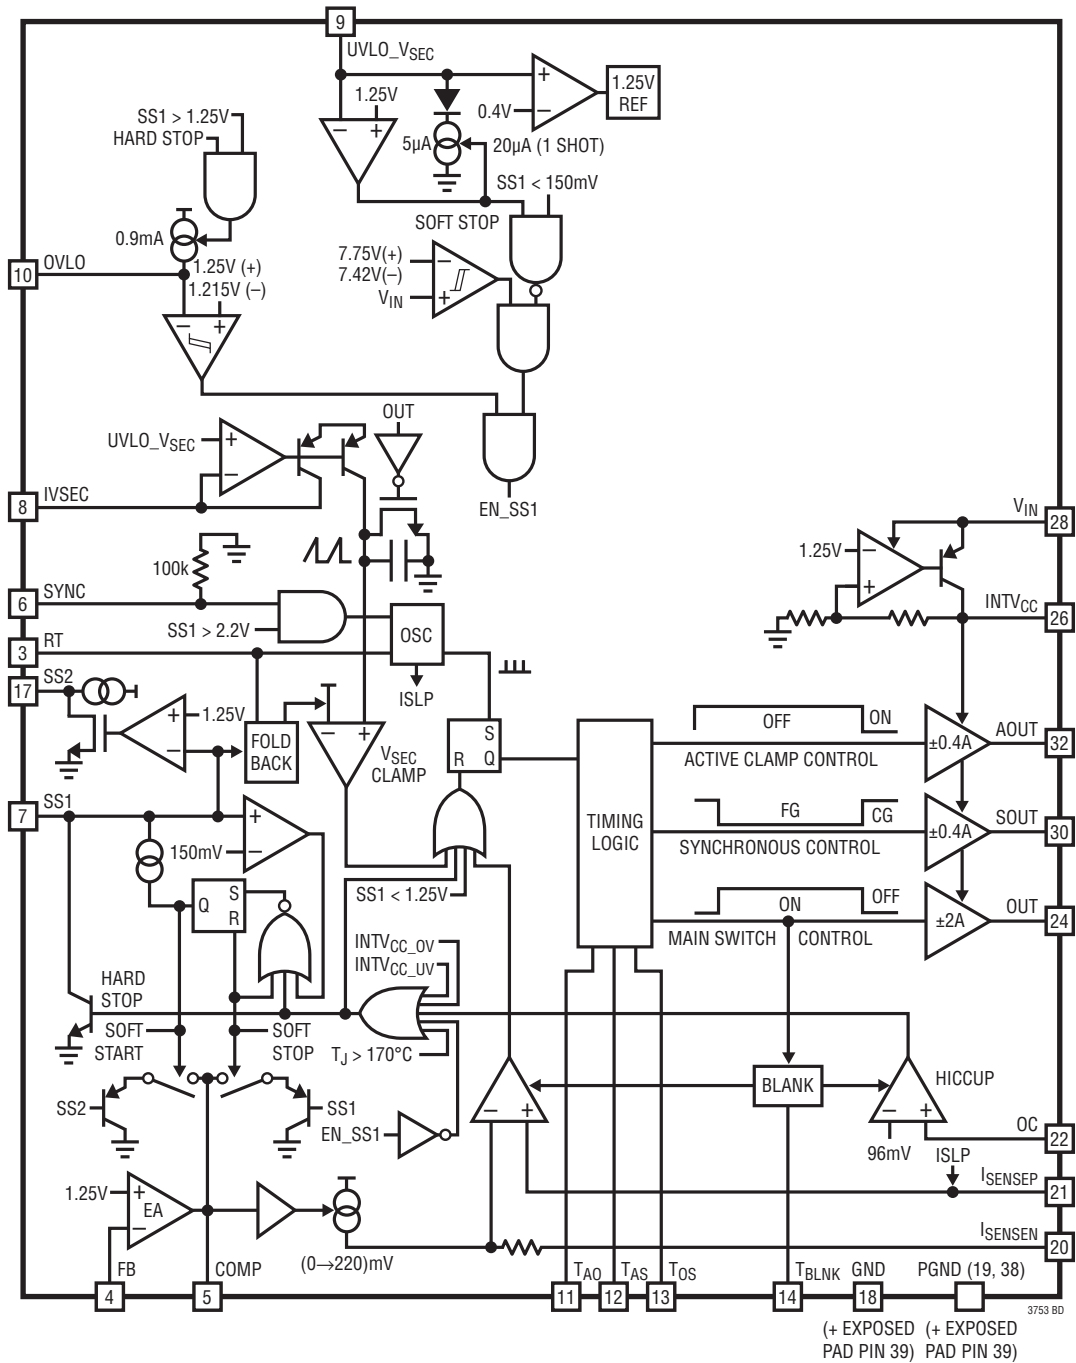 9
UVLO_VSEC
1.25V
+
−
0.4V
1.25V
REF
− +
5µA
20µA (1 SHOT)
SS1 > 1.25V
HARD STOP
SS1 < 150mV
SOFT STOP
0.9mA
10
OVLO
1.25V (+)
1.215V (–)
− +
7.75V(+)
7.42V(–)
VIN
−
+
OUT
UVLO_VSEC
+
−
8
IVSEC
EN_SS1
100k
6
SYNC
SS1 > 2.2V
OSC
ISLP
3
RT
17
SS2
+
−
1.25V
FOLD
BACK
− +
VSEC
CLAMP
S
R Q
VIN
28
1.25V
−
+
INTVCC
26
OFF
ON
ACTIVE CLAMP CONTROL
±0.4A
AOUT
32
TIMING
LOGIC
FG
CG
SYNCHRONOUS CONTROL
±0.4A
SOUT
30
ON
OFF
MAIN SWITCH CONTROL
±2A
OUT
24
7
SS1
150mV
+
−
SS1 < 1.25V
Q
S
R
INTVCC_OV
INTVCC_UV
TJ > 170°C
HARD
STOP
SOFT
START
SOFT
STOP
SS2
SS1
EN_SS1
− +
BLANK
HICCUP
− +
96mV
OC
22
ISLP
ISENSEP
21
ISENSEN
20
1.25V
+
−
EA
(0→220)mV
FB
4
COMP
5
TAO
11
TAS
12
TOS
13
TBLNK
14
GND
18
PGND (19, 38)
3753 BD
(+ EXPOSED
PAD PIN 39)
(+ EXPOSED
PAD PIN 39)